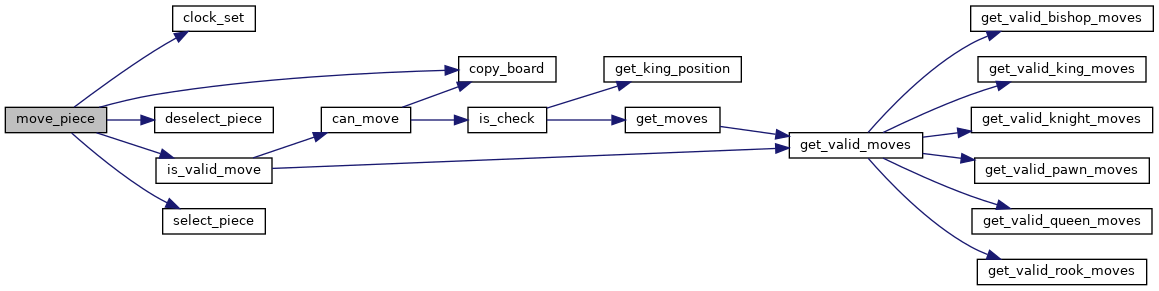 move_piece
clock_set
copy_board
deselect_piece
is_valid_move
select_piece
can_move
is_check
get_king_position
get_moves
get_valid_moves
get_valid_bishop_moves
get_valid_king_moves
get_valid_knight_moves
get_valid_pawn_moves
get_valid_queen_moves
get_valid_rook_moves